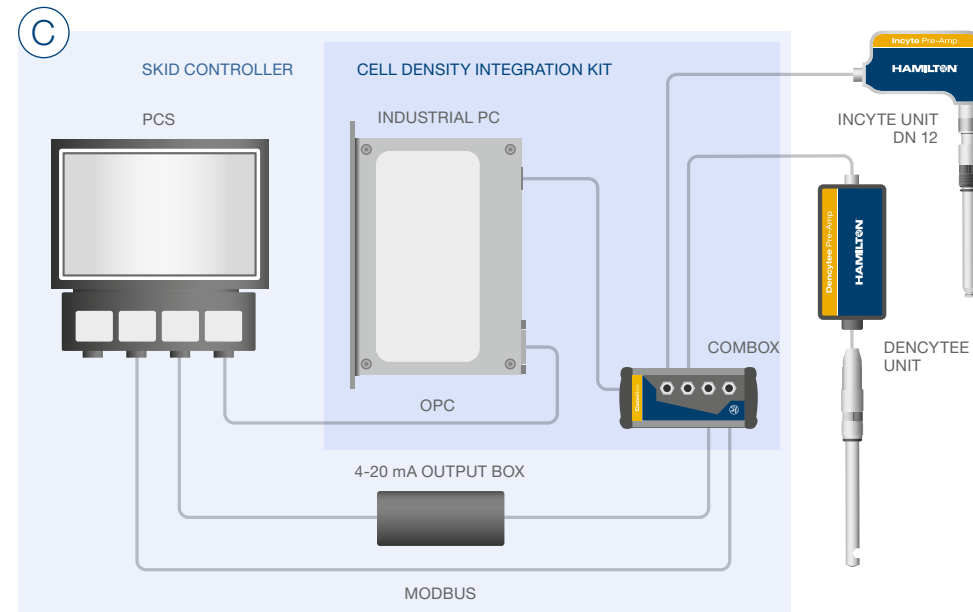 C
SKID CONTROLLER
CELL DENSITY INTEGRATION KIT
PCS
INDUSTRIAL PC
Incyte Pre-Amp
HAMILTON
INCYTE UNIT
DN 12
Dencytee Pre-Amp
HAMILTON
COMBOX
DENCYTEE
UNIT
ComBox
OPC
4-20 mA OUTPUT BOX
MODBUS